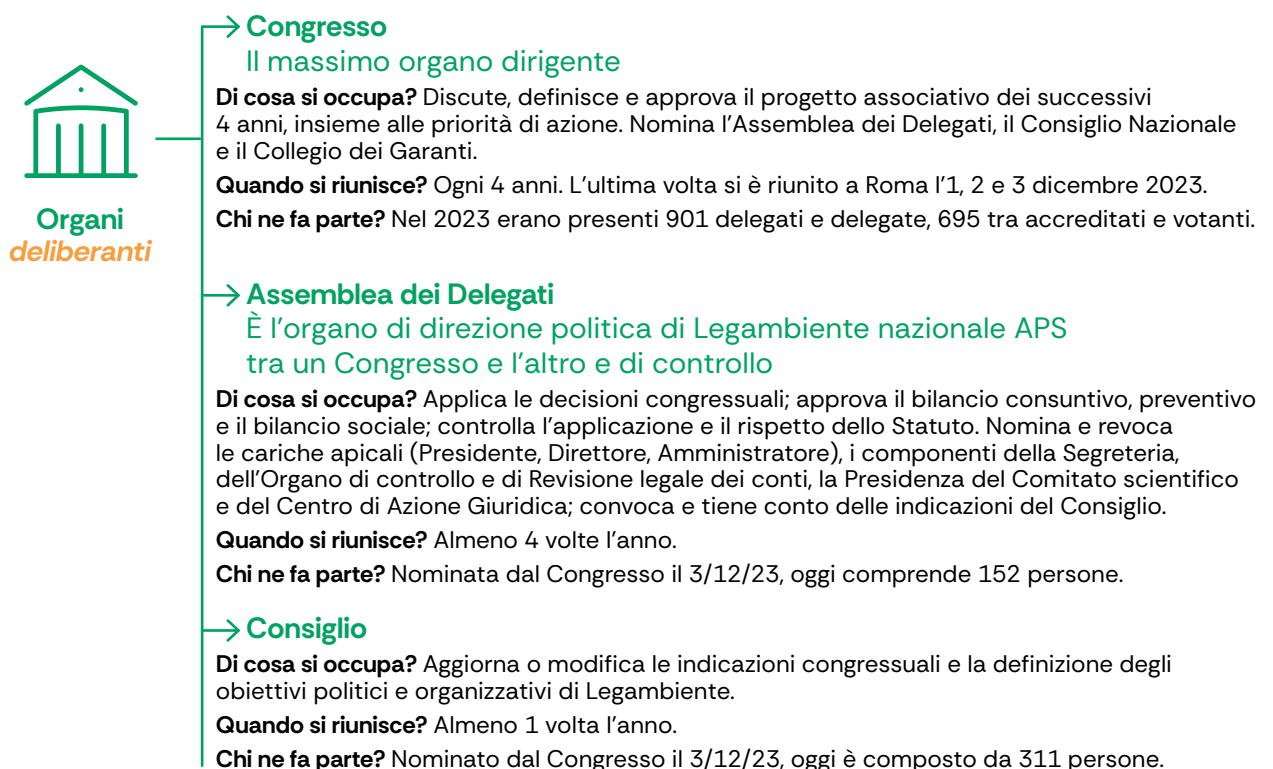 Organi
deliberanti
Congresso
Il massimo organo dirigente
Di cosa si occupa? Discute, definisce e approva il progetto associativo dei successivi
4 anni, insieme alle priorità di azione. Nomina l’Assemblea dei Delegati, il Consiglio Nazionale
e il Collegio dei Garanti.
Quando si riunisce? Ogni 4 anni. L’ultima volta si è riunito a Roma l’1, 2 e 3 dicembre 2023.
Chi ne fa parte? Nel 2023 erano presenti 901 delegati e delegate, 695 tra accreditati e votanti.
Assemblea dei Delegati
È l’organo di direzione politica di Legambiente nazionale APS
tra un Congresso e l’altro e di controllo
Di cosa si occupa? Applica le decisioni congressuali; approva il bilancio consuntivo, preventivo
e il bilancio sociale; controlla l’applicazione e il rispetto dello Statuto. Nomina e revoca
le cariche apicali (Presidente, Direttore, Amministratore), i componenti della Segreteria,
dell’Organo di controllo e di Revisione legale dei conti, la Presidenza del Comitato scientifico
e del Centro di Azione Giuridica; convoca e tiene conto delle indicazioni del Consiglio.
Quando si riunisce? Almeno 4 volte l’anno.
Chi ne fa parte? Nominata dal Congresso il 3/12/23, oggi comprende 152 persone.
Consiglio
Di cosa si occupa? Aggiorna o modifica le indicazioni congressuali e la definizione degli
obiettivi politici e organizzativi di Legambiente.
Quando si riunisce? Almeno 1 volta l’anno.
Chi ne fa parte? Nominato dal Congresso il 3/12/23, oggi è composto da 311 persone.